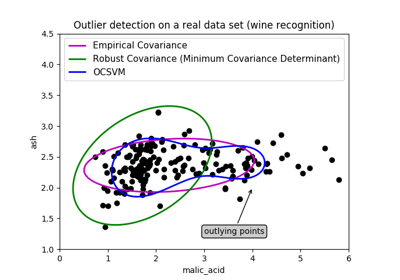 Outlier detection on a real data set (wine recognition)
Empirical Covariance
Robust Covariance (Minimum Covariance Determinant)
OCSVM
4.5
4.0
3.5
3.0
2.5
2.0
1.5
1.0
ash
outlying points
0 1 2 3 4 5 6
malic_acid